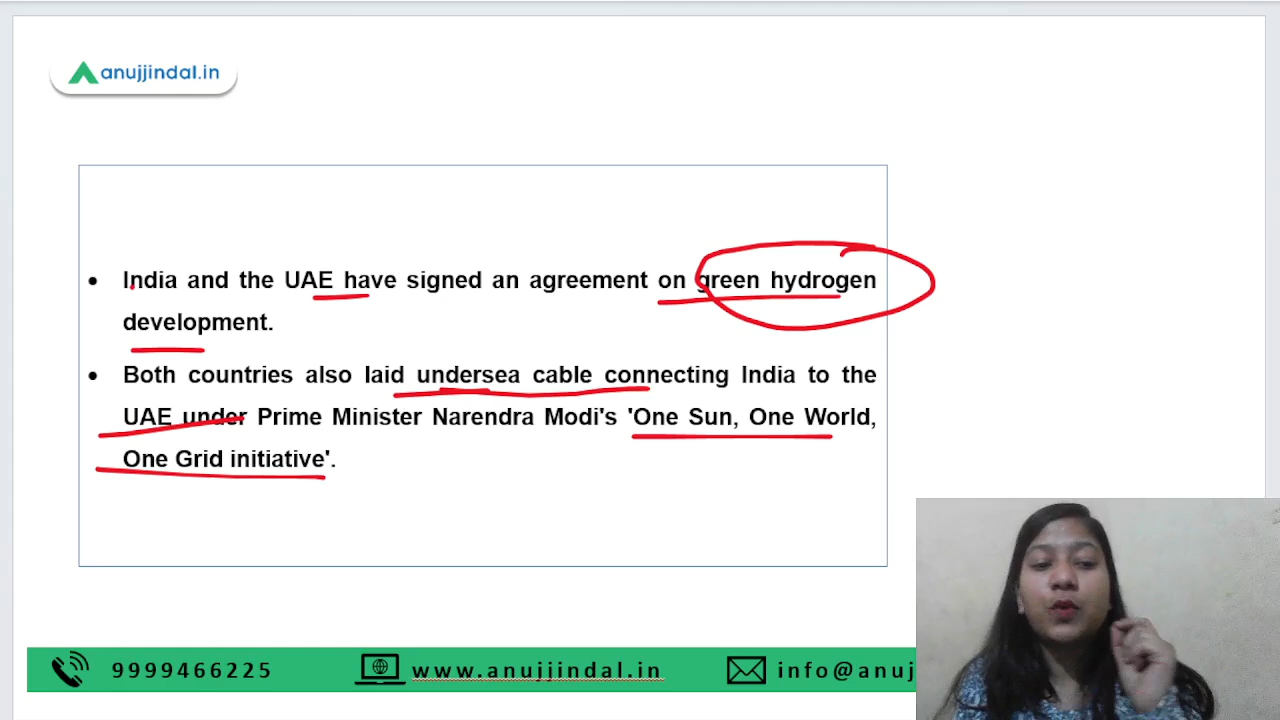 anujjindal.in
• India and the UAE have signed an agreement on green hydrogen
development.
• Both countries also laid undersea cable connecting India to the
UAE under Prime Minister Narendra Modi's 'One Sun, One World,
One Grid initiative'.
9999466225 www.anujjindal.in info@anuj